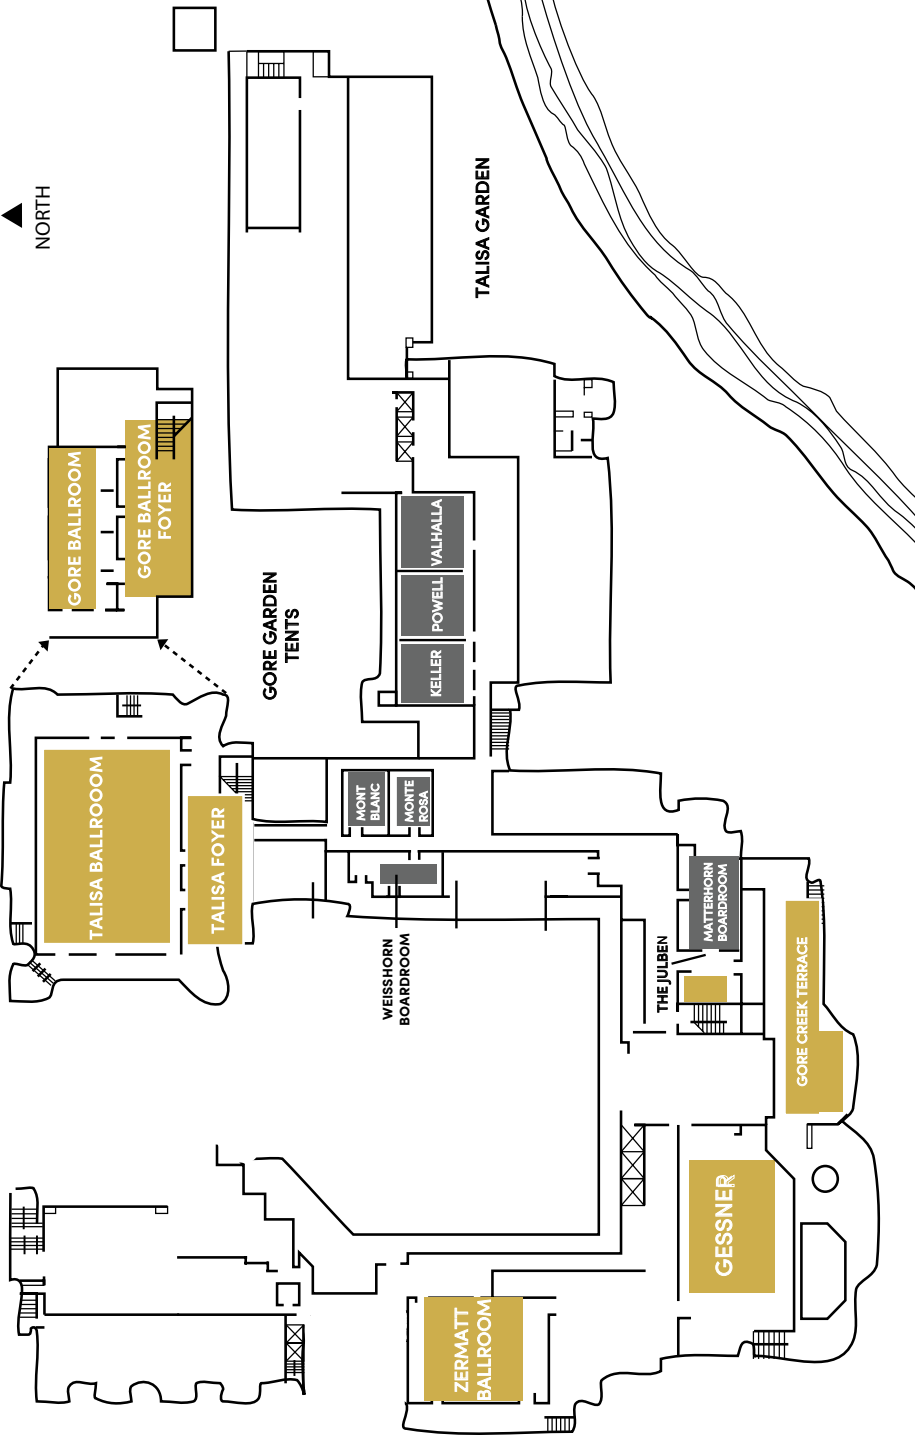 NORTH
TALISA GARDEN
GORE BALLROOM
GORE BALLROOM
FOYER
VALHALLA
POWELL
KELLER
GORE GARDEN
TENTS
TALISA BALLROOOM
TALISA FOYER
MONT
BLANC
MONTE
ROSA
WEISSHORN
BOARDROOM
MATTERHORN
BOARDROOM
THE JULBEN
GORE CREEK TERRACE
GESSNER
ZERMATT
BALLROOM